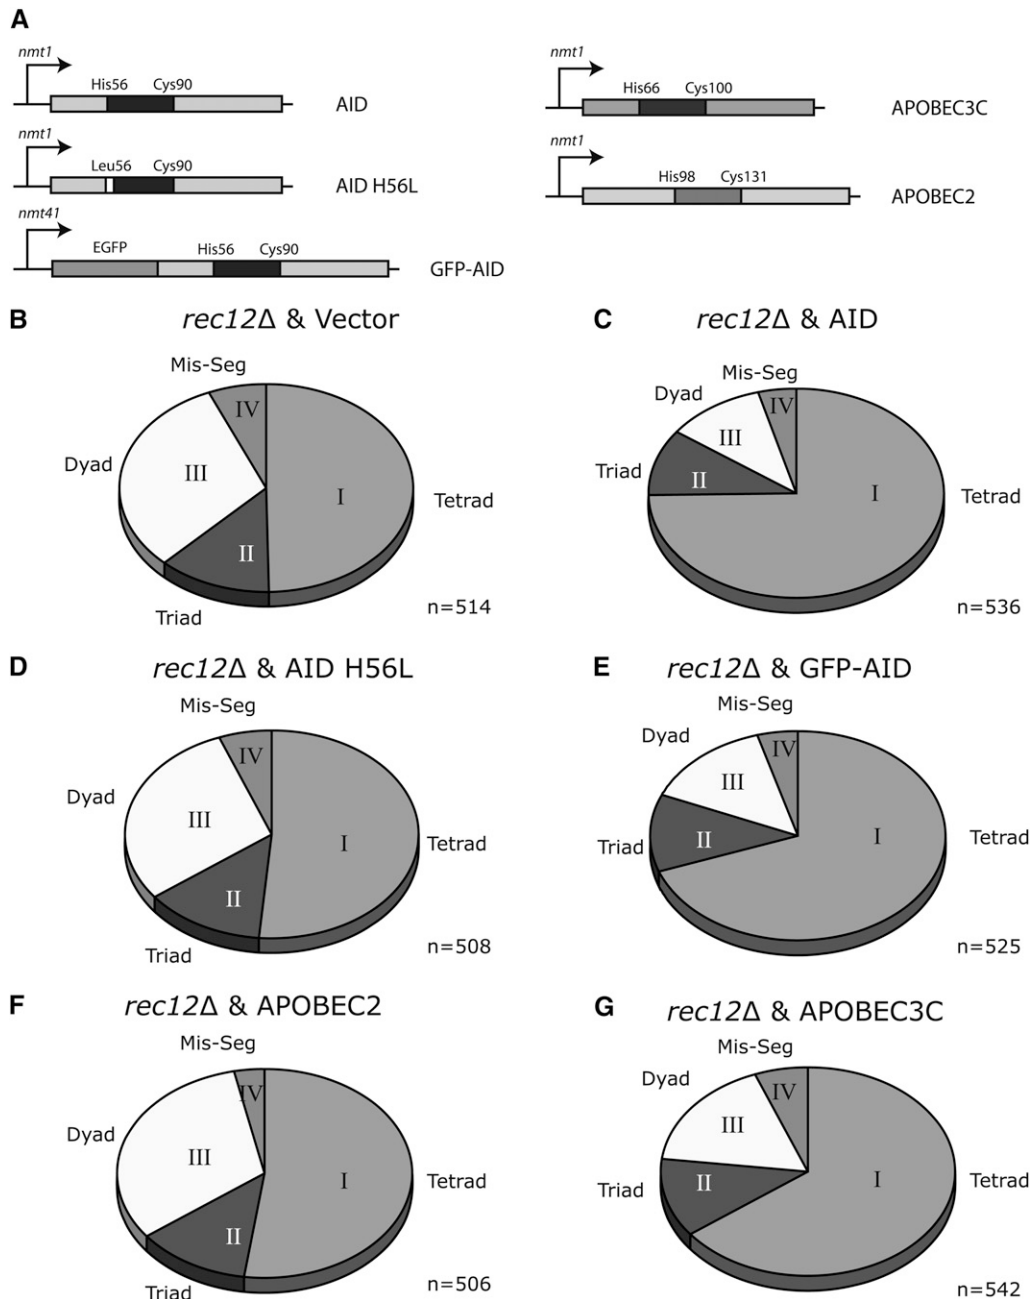 A
nmt1
His56 Cys90
AID
nmt1
Leu56 Cys90
AID H56L
nmt41
EGFP His56 Cys90
GFP-AID
nmt1
His66 Cys100
APOBEC3C
nmt1
His98 Cys131
APOBEC2
B rec12Δ & Vector
Mis-Seg
IV
Dyad
III
I
Tetrad
II
Triad
n=514
C rec12Δ & AID
Mis-Seg
Dyad
IV
III
Triad
II
I
Tetrad
n=536
D rec12Δ & AID H56L
Mis-Seg
IV
Dyad
III
I
Tetrad
II
Triad
n=508
E rec12Δ & GFP-AID
Mis-Seg
Dyad
IV
III
Triad
II
I
Tetrad
n=525
F rec12Δ & APOBEC2
Mis-Seg
IV
Dyad
III
I
Tetrad
II
Triad
n=506
G rec12Δ & APOBEC3C
Mis-Seg
Dyad
IV
III
Triad
II
I
Tetrad
n=542